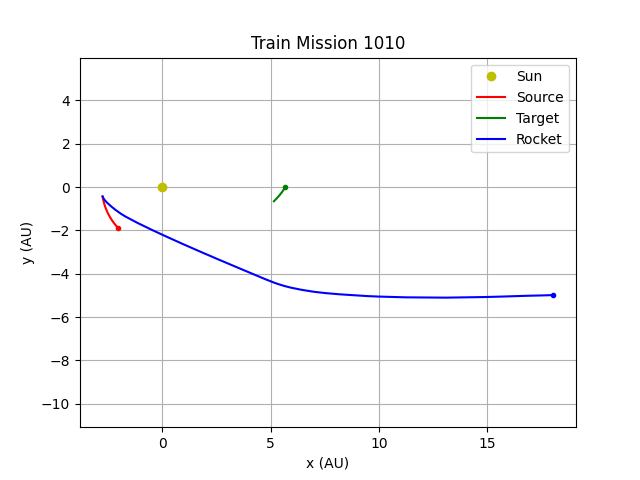 Train Mission 1010
Sun
Source
Target
Rocket
y (AU)
4
2
0
−2
−4
−6
−8
−10
0
5
10
15
x (AU)